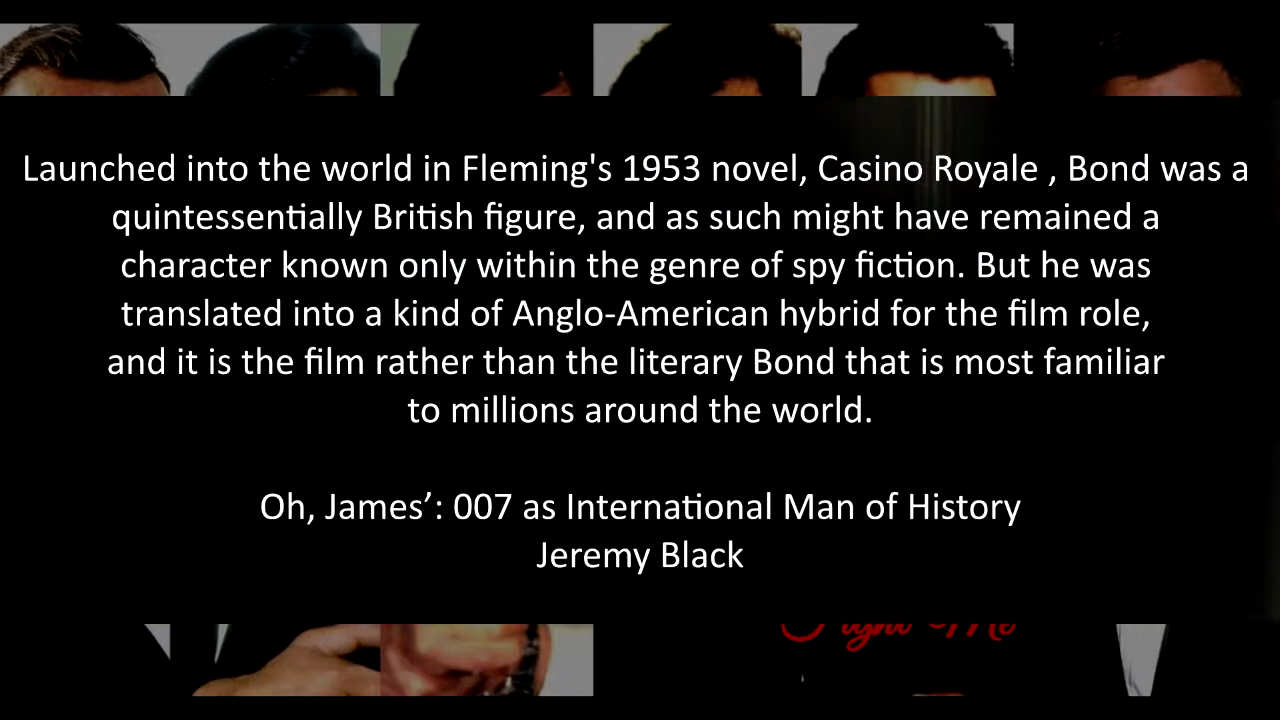 Launched into the world in Fleming's 1953 novel, Casino Royale , Bond was a
quintessentially British figure, and as such might have remained a
character known only within the genre of spy fiction. But he was
translated into a kind of Anglo-American hybrid for the film role,
and it is the film rather than the literary Bond that is most familiar
to millions around the world.
Oh, James’: 007 as International Man of History
Jeremy Black
Me